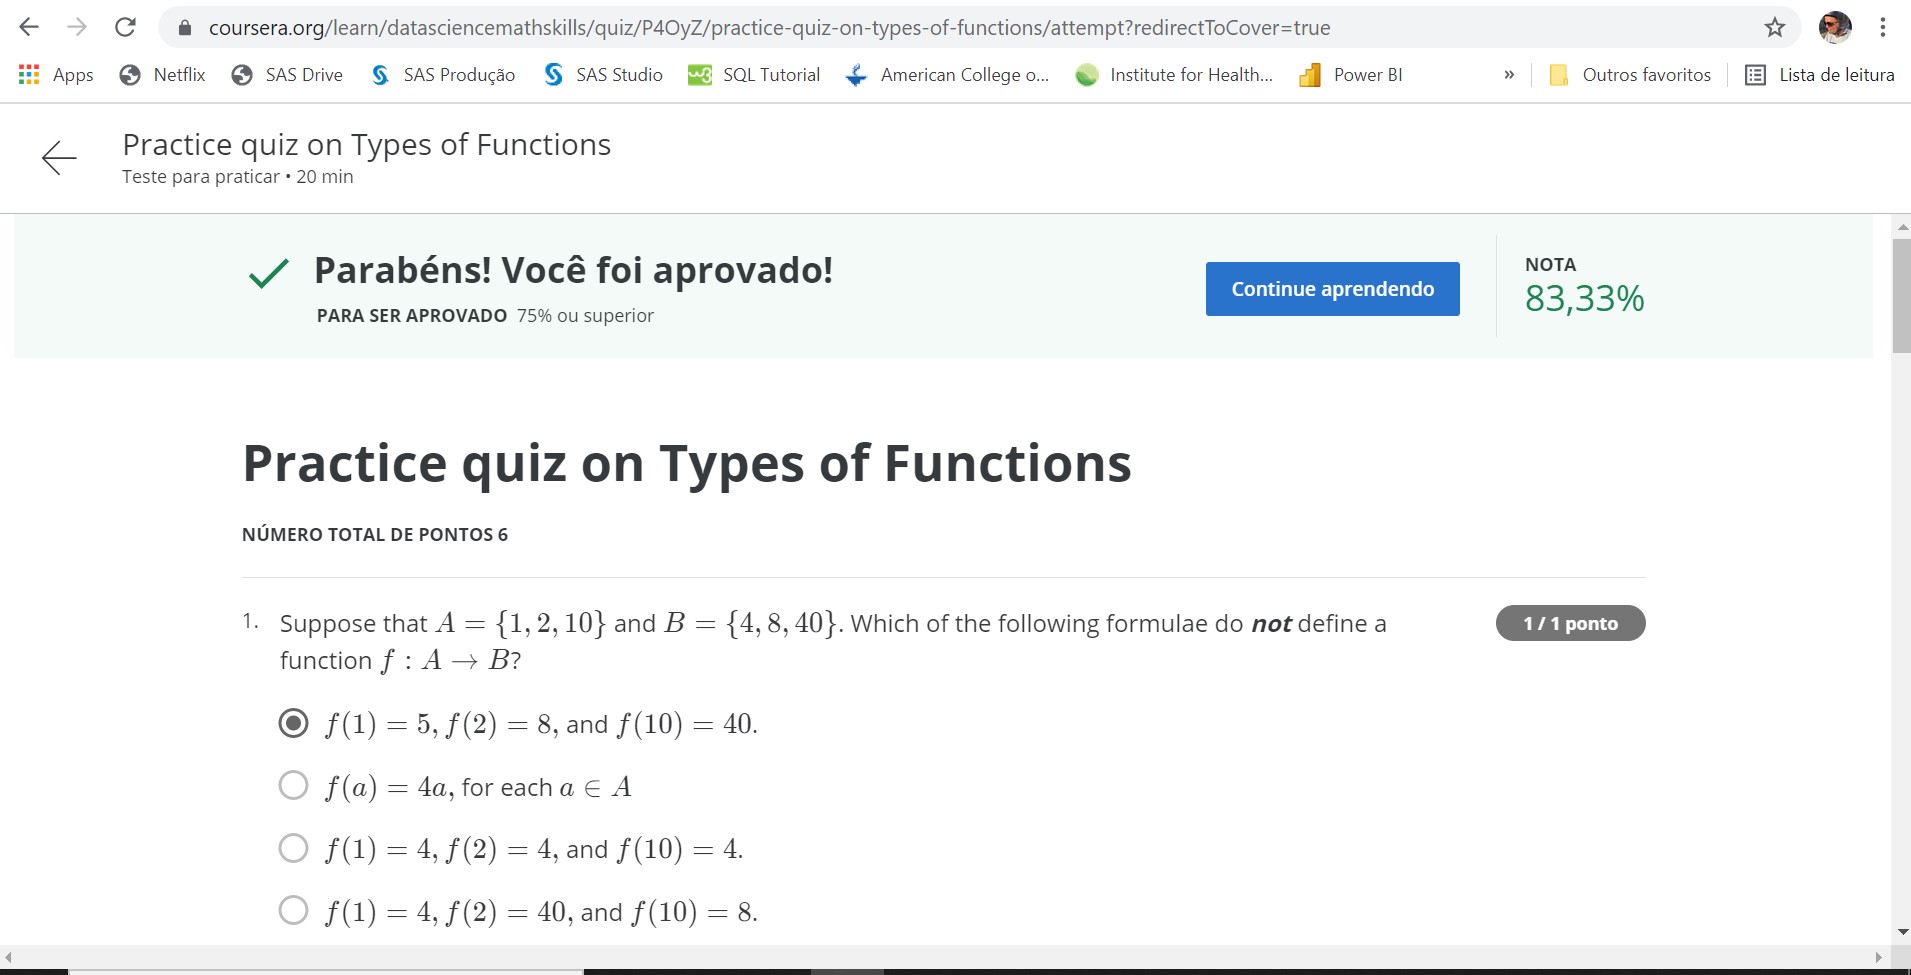 coursera.org/learn/datasciencemathskills/quiz/P4OyZ/practice-quiz-on-types-of-functions/attempt?redirectToCover=true
Apps Netflix SAS Drive SAS Produção SAS Studio SQL Tutorial American College o... Institute for Health... Power BI » Outros favoritos Lista de leitura
Practice quiz on Types of Functions
Teste para praticar • 20 min
Parabéns! Você foi aprovado!
PARA SER APROVADO 75% ou superior
Continue aprendendo
NOTA
83,33%
Practice quiz on Types of Functions
NÚMERO TOTAL DE PONTOS 6
1. Suppose that A = {1, 2, 10} and B = {4, 8, 40}. Which of the following formulae do not define a
function f : A → B?
1 / 1 ponto
f(1) = 5, f(2) = 8, and f(10) = 40.
f(a) = 4a, for each a ∈ A
f(1) = 4, f(2) = 4, and f(10) = 4.
f(1) = 4, f(2) = 40, and f(10) = 8.